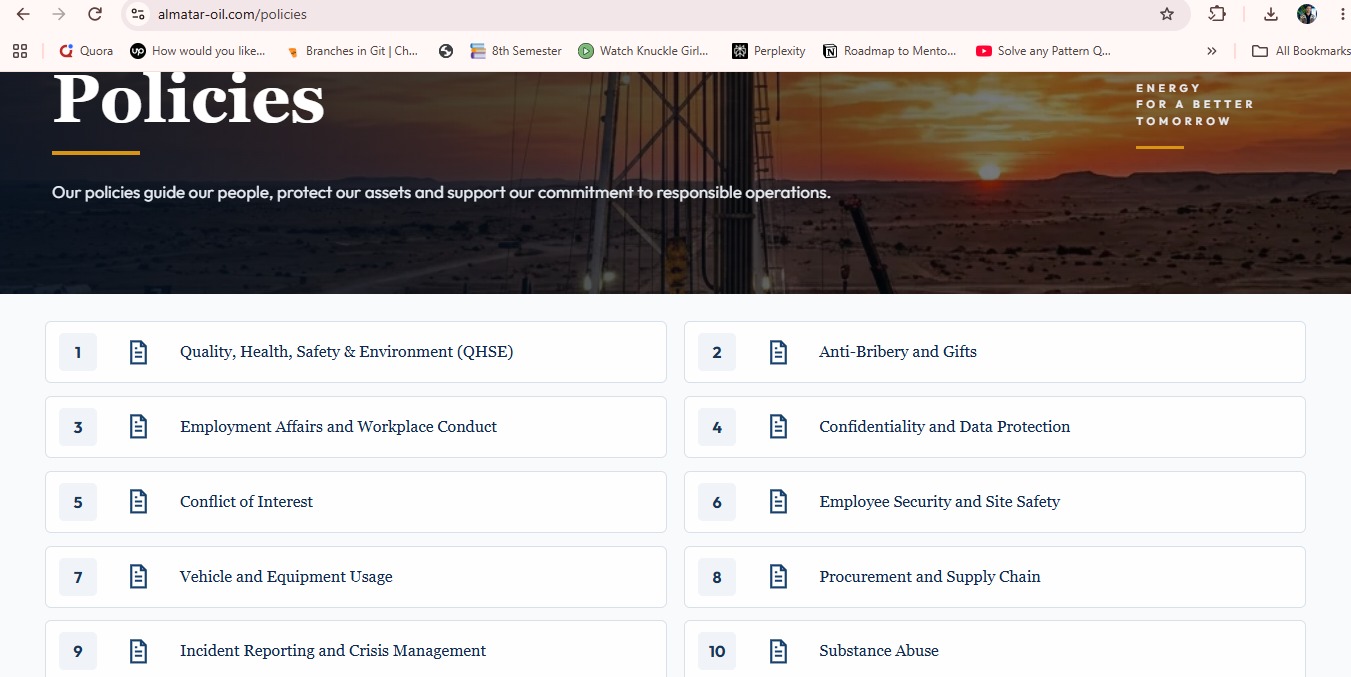 almatar-oil.com/policies
Quora
How would you like...
Branches in Git | Ch...
8th Semester
Watch Knuckle Girl...
Perplexity
Roadmap to Mento...
Solve any Pattern Q...
»
All Bookmarks
Policies
ENERGY
FOR A BETTER
TOMORROW
Our policies guide our people, protect our assets and support our commitment to responsible operations.
1 Quality, Health, Safety & Environment (QHSE)
2 Anti-Bribery and Gifts
3 Employment Affairs and Workplace Conduct
4 Confidentiality and Data Protection
5 Conflict of Interest
6 Employee Security and Site Safety
7 Vehicle and Equipment Usage
8 Procurement and Supply Chain
9 Incident Reporting and Crisis Management
10 Substance Abuse